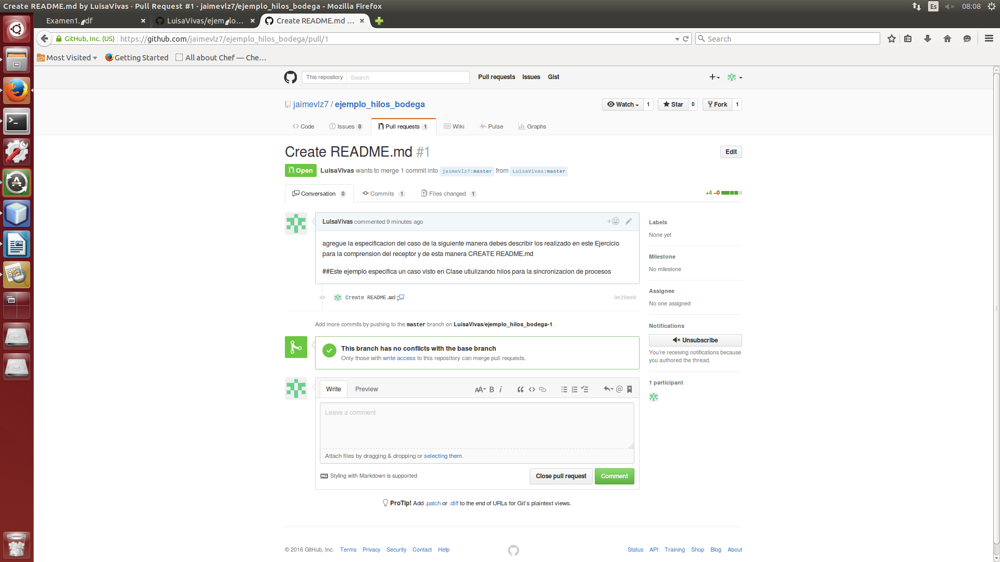 Create README.md by LuisaVivas · Pull Request #1 · jaimevlz7/ejemplo_hilos_bodega - Mozilla Firefox
Es
08:08
LuisaVivas/ejem
lo...
Create README.md ...
GitHub, Inc. (US)
https://github.com/jaimevlz7/ejemplo_hilos_bodega/pull/1
Search
Most Visited
Getting Started
All about Chef — Che...
This repository
Search
Pull requests
Issues
Gist
jaimevlz7 / ejemplo_hilos_bodega
Watch 1
Star 0
Fork 1
Code
Issues 0
Pull requests 1
Wiki
Pulse
Graphs
Create README.md #1
Edit
Open
LuisaVivas wants to merge 1 commit into jaimevlz7:master from LuisaVivas:master
Conversation 0
Commits 1
Files changed 1
+4 −0
LuisaVivas commented 9 minutes ago
agregue la especificacion del caso de la siguiente manera debes describir los realizado en este Ejercicio
para la comprension del receptor y de esta manera CREATE README.md
##Este ejemplo especifica un caso visto en Clase utiulizando hilos para la sincronizacion de procesos
Create README.md
9e29ae9
Add more commits by pushing to the master branch on LuisaVivas/ejemplo_hilos_bodega-1.
This branch has no conflicts with the base branch
Only those with write access to this repository can merge pull requests.
Write
Preview
Leave a comment
Attach files by dragging & dropping or selecting them.
Styling with Markdown is supported
Close pull request
Comment
ProTip! Add .patch or .diff to the end of URLs for Git's plaintext views.
Labels
None yet
Milestone
No milestone
Assignee
No one assigned
Notifications
Unsubscribe
You're receiving notifications because
you authored the thread.
1 participant
© 2016 GitHub, Inc.
Terms
Privacy
Security
Contact
Help
Status
API
Training
Shop
Blog
About